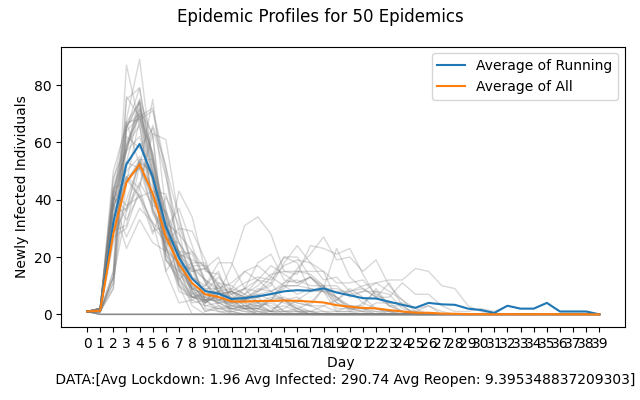 Epidemic Profiles for 50 Epidemics
Average of Running
Average of All
Newly Infected Individuals
80
60
40
20
0
0 1 2 3 4 5 6 7 8 9 10 11 12 13 14 15 16 17 18 19 20 21 22 23 24 25 26 27 28 29 30 31 32 33 34 35 36 37 38 39
Day
DATA:[Avg Lockdown: 1.96 Avg Infected: 290.74 Avg Reopen: 9.395348837209303]